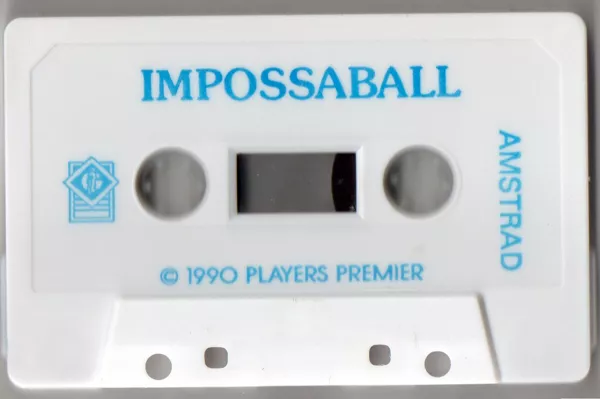 IMPOSSABALL
AMSTRAD
© 1990 PLAYERS PREMIER